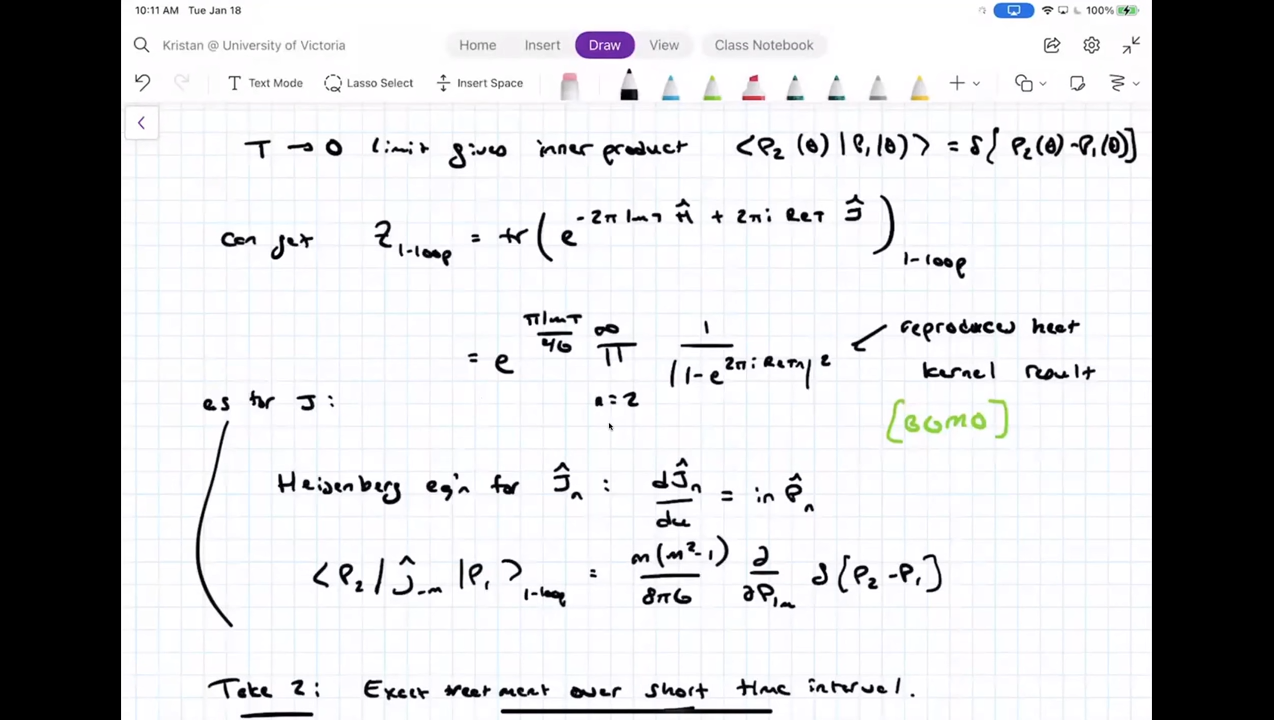 10:11 AM Tue Jan 18
100%
Kristan @ University of Victoria
Home Insert Draw View Class Notebook
Text Mode Lasso Select Insert Space
T → 0 limit gives inner product <P₂(θ)|P₁(θ)> = δ[P₂(θ)-P₁(θ)]
Can get Z₁₋ₗₒₒₚ = tr(e^{-2π Imτ Ĥ + 2πi Reτ Ĵ})₁₋ₗₒₒₚ
= e^{π Imτ/4G} ∏_{n=2}^{∞} 1/|1-e^{2πi Reτ n}|² ← reproduces heat
kernel result
es for J:
[BGMO]
Heisenberg eq'n for Ĵₙ : dĴₙ/du = in P̂ₙ
<P₂|Ĵ₋ₘ|P₁>₁₋ₗₒₒₚ = m(m²-1)/8πG ∂/∂P₁ₘ δ[P₂-P₁]
Take 2: Exact treatment over short time interval.